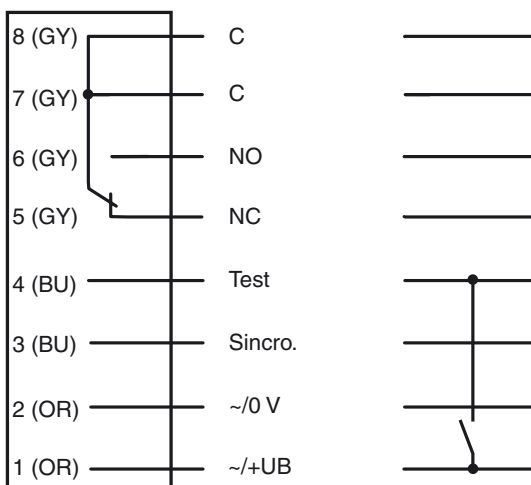 8 (GY) C
7 (GY) C
6 (GY) NO
5 (GY) NC
4 (BU) Test
3 (BU) Sincro.
2 (OR) ~/0 V
1 (OR) ~/+UB